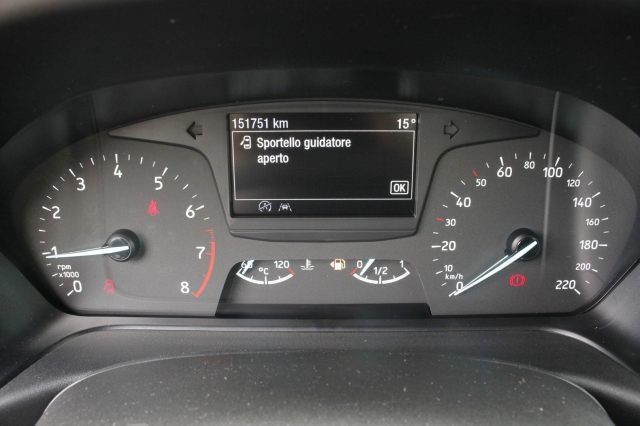 151751 km 15°
Sportello guidatore
aperto
OK
0 1 2 3 4 5 6 7 8
rpm
x1000
60 120
°C
0 1/2 1
0 10 20 30 40 50 60 80 100 120 140 180 200 220
km/h